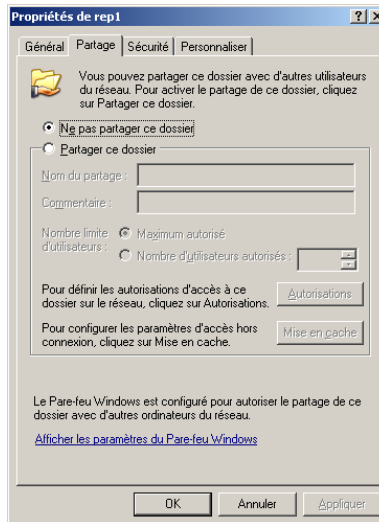 Propriétés de rep1
Général Partage Sécurité Personnaliser
Vous pouvez partager ce dossier avec d'autres utilisateurs
du réseau. Pour activer le partage de ce dossier, cliquez
sur Partager ce dossier.
Ne pas partager ce dossier
Partager ce dossier
Nom du partage :
Commentaire :
Nombre limite
d'utilisateurs :
Maximum autorisé
Nombre d'utilisateurs autorisés :
Pour définir les autorisations d'accès à ce
dossier sur le réseau, cliquez sur Autorisations.
Autorisations
Pour configurer les paramètres d'accès hors
connexion, cliquez sur Mise en cache.
Mise en cache
Le Pare-feu Windows est configuré pour autoriser le partage de ce
dossier avec d'autres ordinateurs du réseau.
Afficher les paramètres du Pare-feu Windows
OK Annuler Appliquer